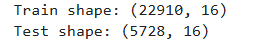 Train shape: (22910, 16)
Test shape: (5728, 16)